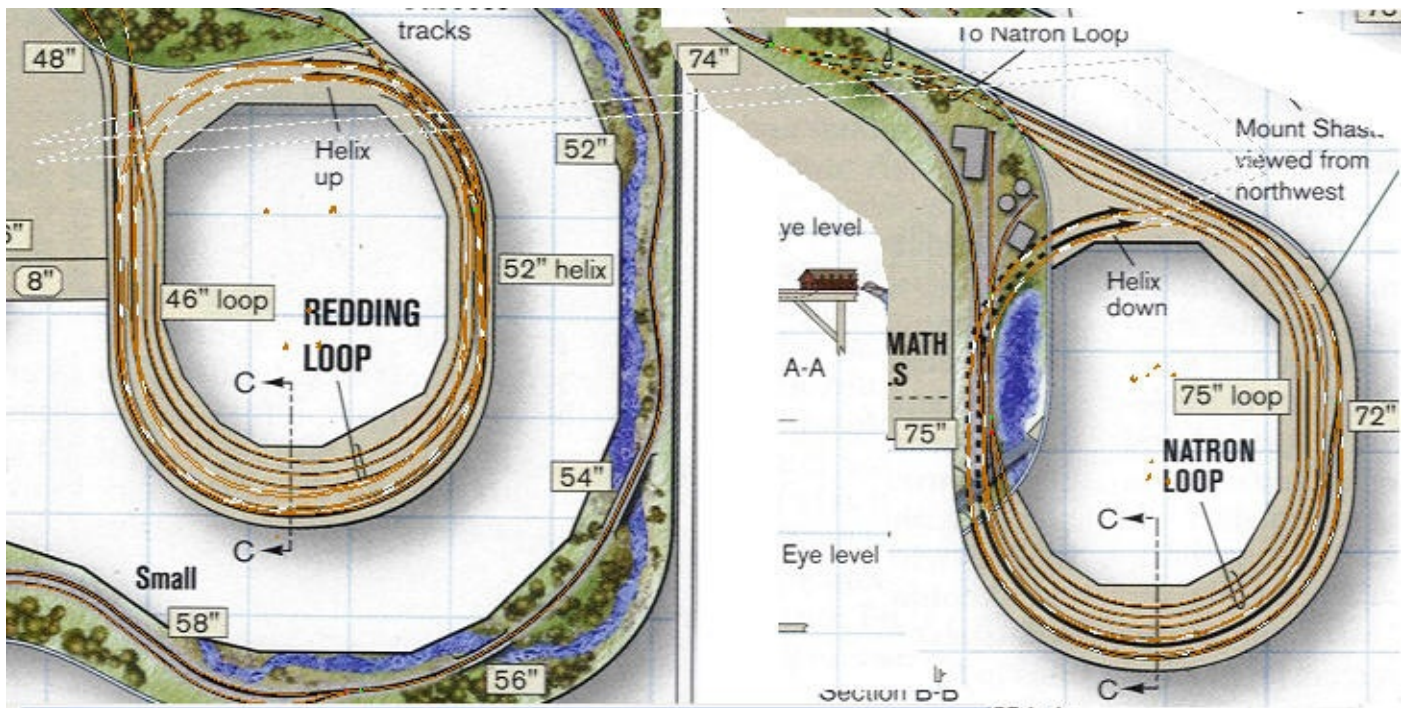 tracks
48"
Helix
up
52"
52" helix
8"
46" loop
REDDING
LOOP
C
C
54"
Small
58"
56"
74"
To Natron Loop
Mount Shast
viewed from
northwest
ye level
Helix
down
MATH
LS
A-A
75"
75" loop
72"
NATRON
LOOP
C
C
Eye level
Section B-B